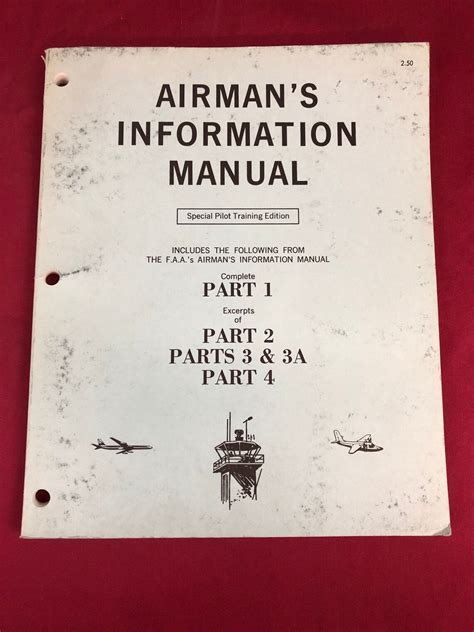 2.50
AIRMAN'S
INFORMATION
MANUAL
Special Pilot Training Edition
INCLUDES THE FOLLOWING FROM
THE F.A.A.'s AIRMAN'S INFORMATION MANUAL
Complete
PART 1
Excerpts
of
PART 2
PARTS 3 & 3A
PART 4